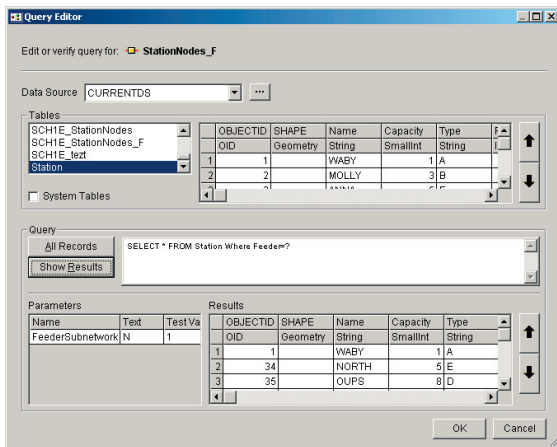 Query Editor
Edit or verify query for: StationNodes_F
Data Source CURRENTDS ...
Tables
SCH1E_StationNodes
SCH1E_StationNodes_F
SCH1E_text
Station
System Tables
OBJECTID SHAPE Name Capacity Type
OID Geometry String SmallInt String
1 1 WABY 1 A
2 2 MOLLY 3 B
Query
All Records
Show Results
SELECT * FROM Station Where Feeder=?
Parameters
Name Text Test Va
FeederSubnetwork N 1
Results
OBJECTID SHAPE Name Capacity Type
OID Geometry String SmallInt String
1 1 WABY 1 A
2 34 NORTH 5 E
3 35 OUPS 8 D
OK Cancel